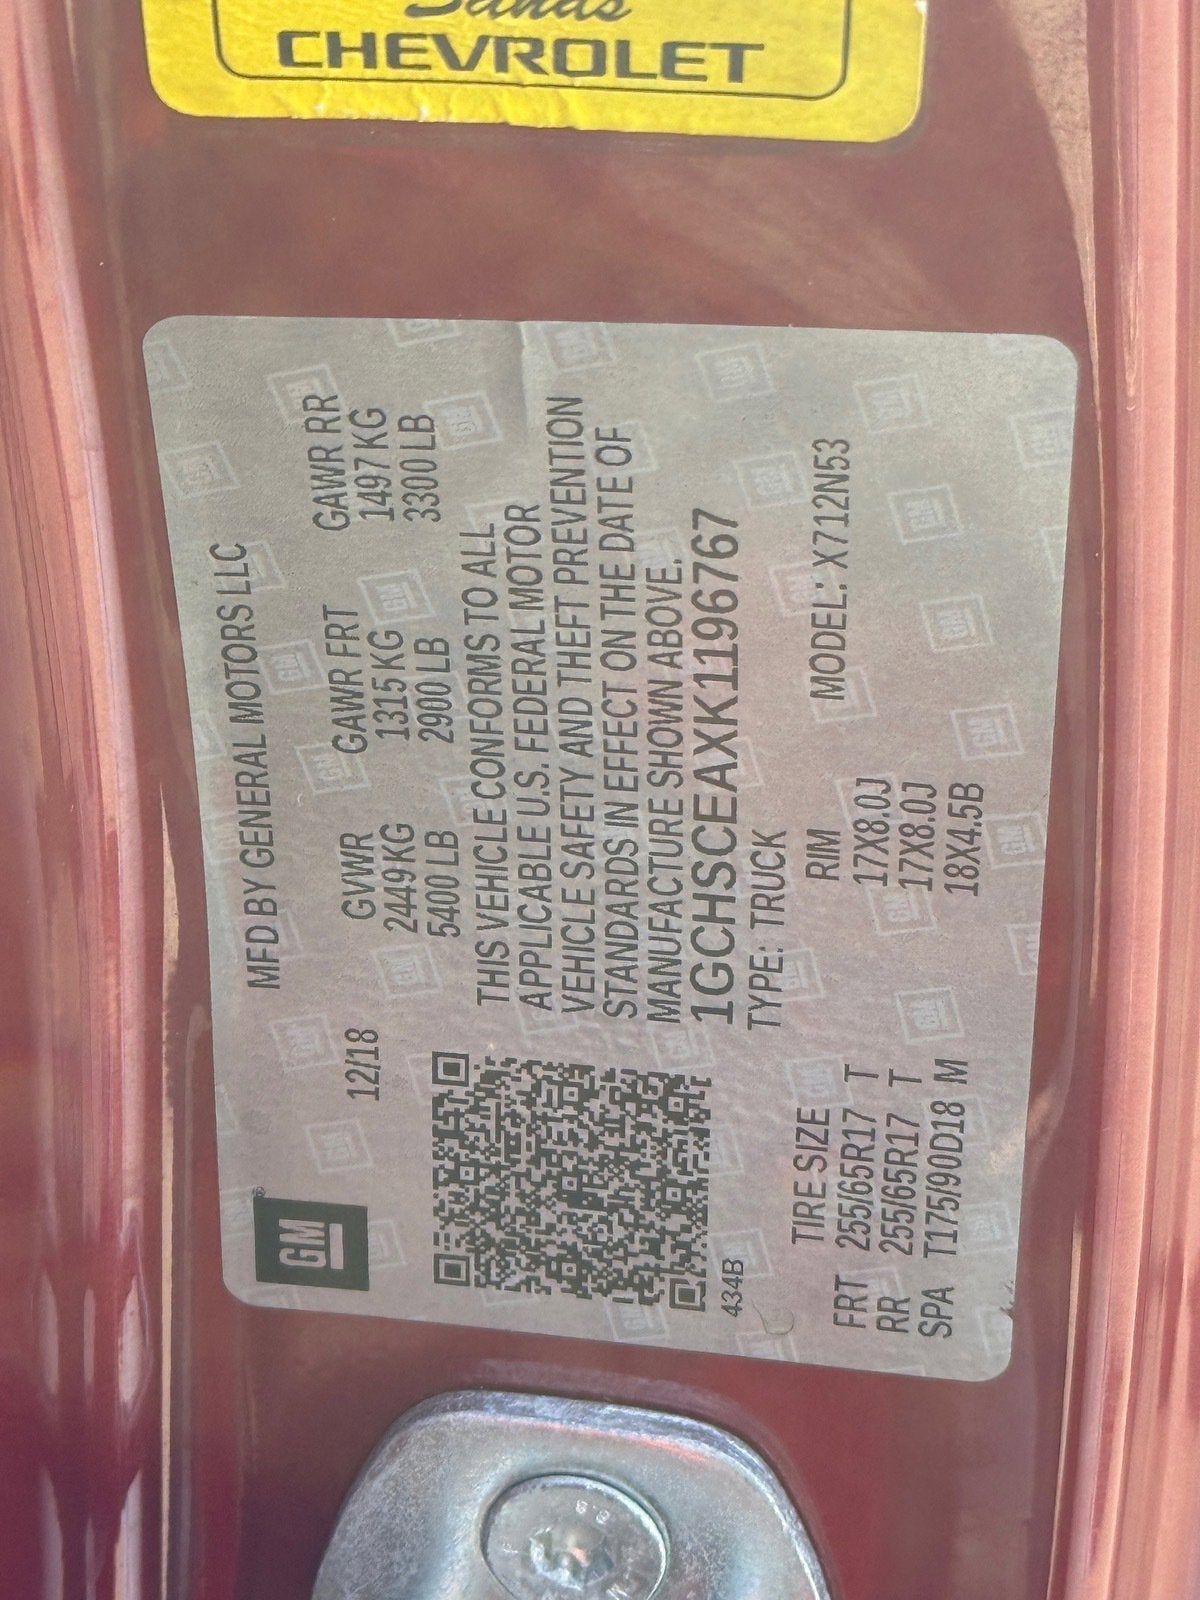 Sands
CHEVROLET
GM
MFD BY GENERAL MOTORS LLC
12/18
GVWR GAWR FRT GAWR RR
2449 KG 1315 KG 1497 KG
5400 LB 2900 LB 3300 LB
THIS VEHICLE CONFORMS TO ALL
APPLICABLE U.S. FEDERAL MOTOR
VEHICLE SAFETY AND THEFT PREVENTION
STANDARDS IN EFFECT ON THE DATE OF
MANUFACTURE SHOWN ABOVE.
1GCHSCEAXK1196767
434B
TYPE: TRUCK
TIRE SIZE RIM MODEL: X712N53
FRT 255/65R17 T 17X8.0J
RR 255/65R17 T 17X8.0J
SPA T175/90D18 M 18X4.5B